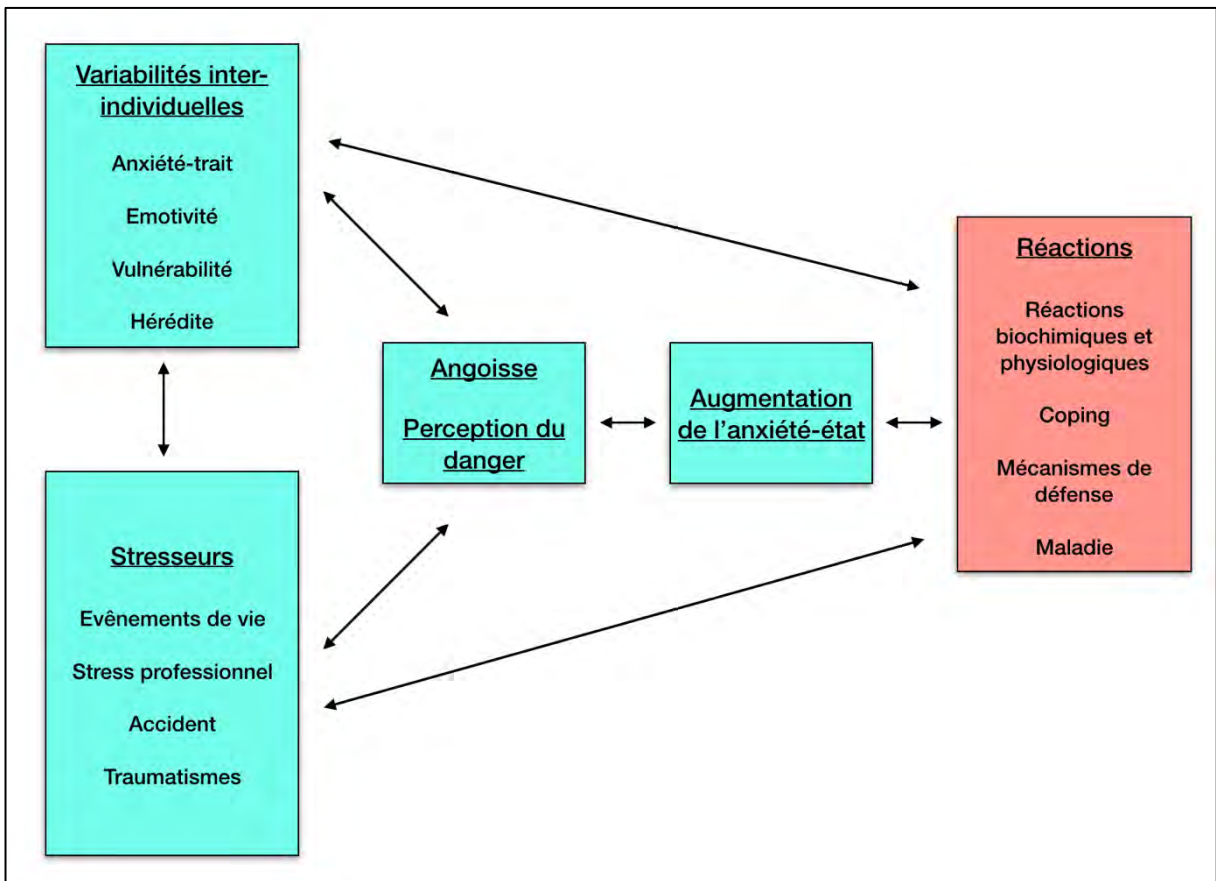 Variabilités inter-
individuelles
Anxiété-trait
Emotivité
Vulnérabilité
Hérédite
Stresseurs
Evênements de vie
Stress professionnel
Accident
Traumatismes
Angoisse
Perception du
danger
Augmentation
de l'anxiété-état
Réactions
Réactions
biochimiques et
physiologiques
Coping
Mécanismes de
défense
Maladie